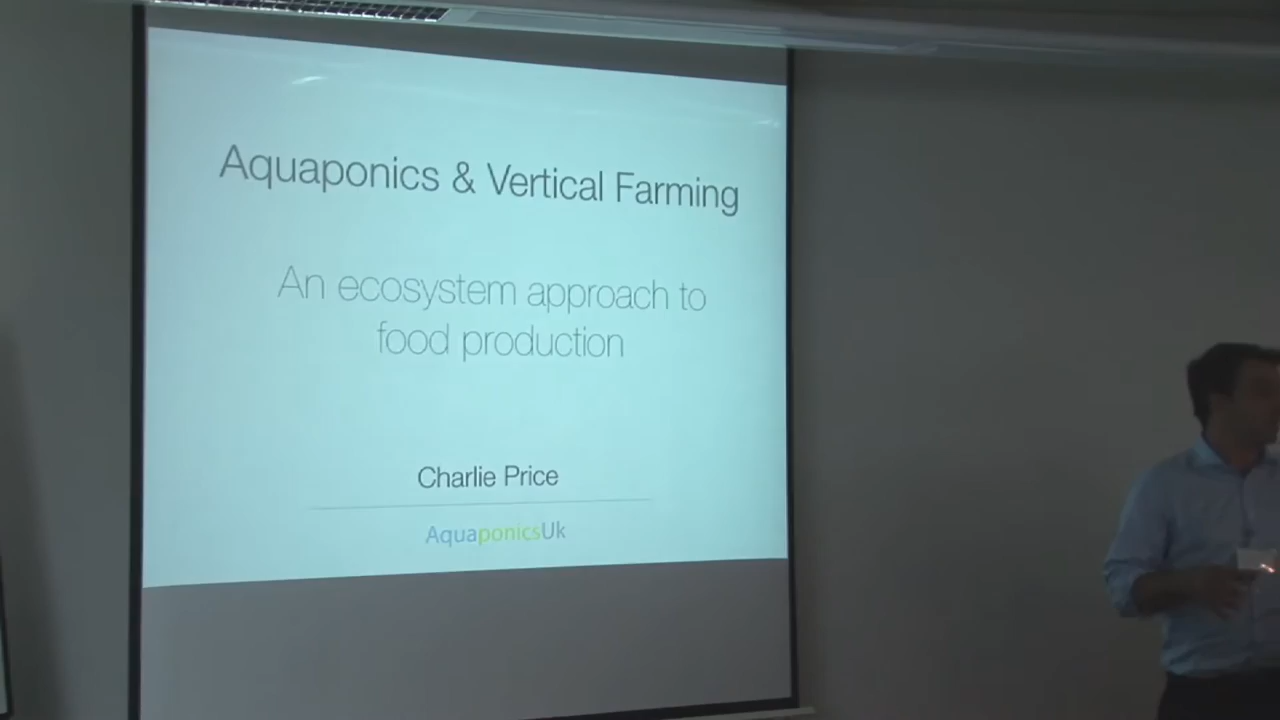 Aquaponics & Vertical Farming
An ecosystem approach to
food production
Charlie Price
AquaponicsUk